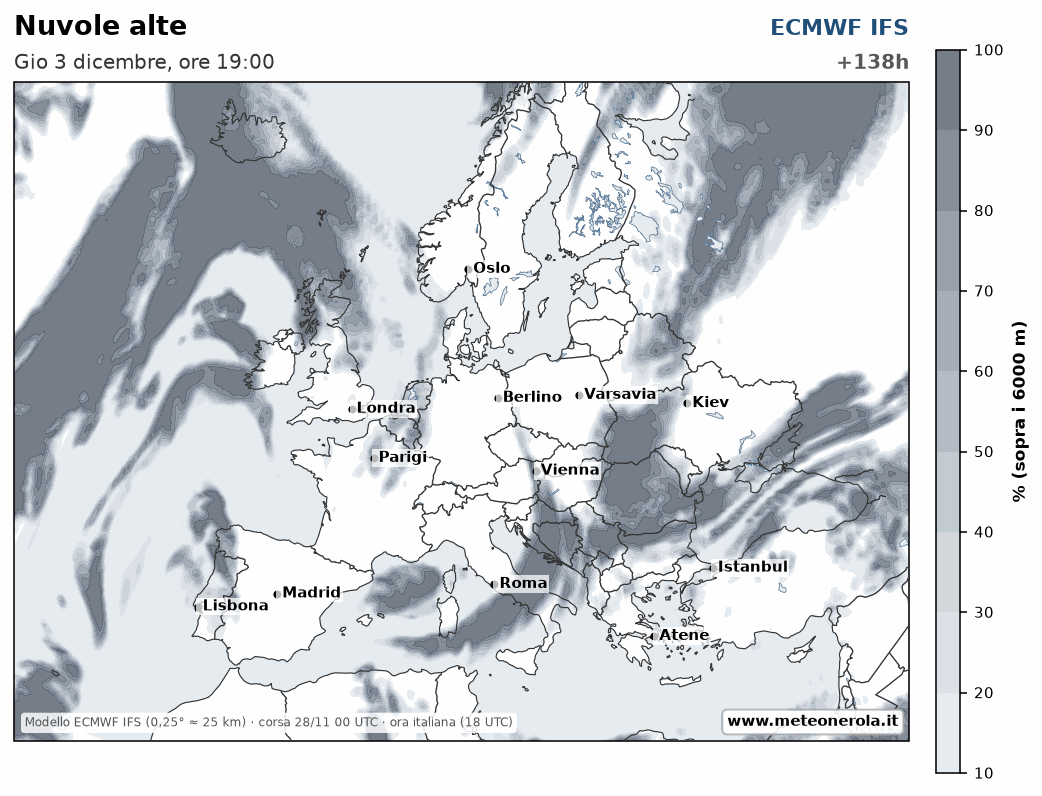 Nuvole alte
ECMWF IFS
Gio 3 dicembre, ore 19:00
+138h
100
90
80
70
60
50
40
30
20
10
% (sopra i 6000 m)
Oslo
Berlino
Varsavia
Kiev
Londra
Parigi
Vienna
Istanbul
Roma
Madrid
Lisbona
Atene
Modello ECMWF IFS (0,25° ≈ 25 km) · corsa 28/11 00 UTC · ora italiana (18 UTC)
www.meteonerola.it